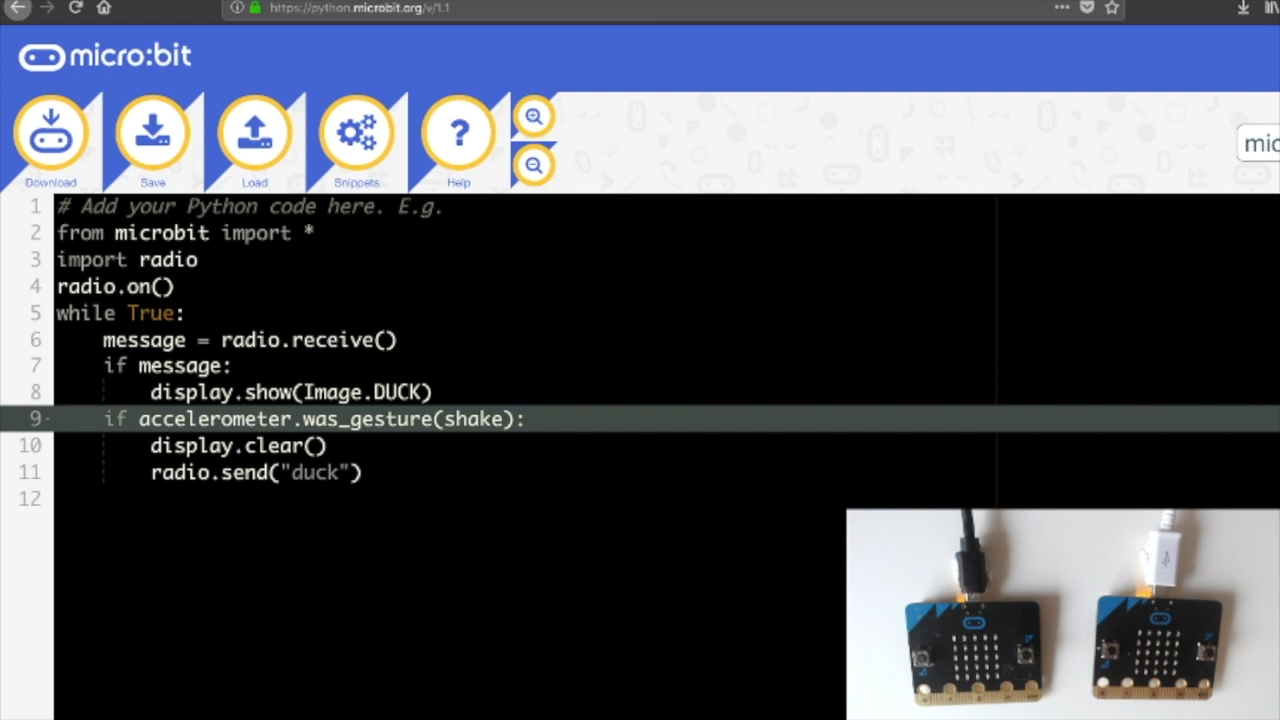 https://python.microbit.org/v/1.1
micro:bit
Download Save Load Snippets Help
mic
1 # Add your Python code here. E.g.
2 from microbit import *
3 import radio
4 radio.on()
5 while True:
6 message = radio.receive()
7 if message:
8 display.show(Image.DUCK)
9 if accelerometer.was_gesture(shake):
10 display.clear()
11 radio.send("duck")
12